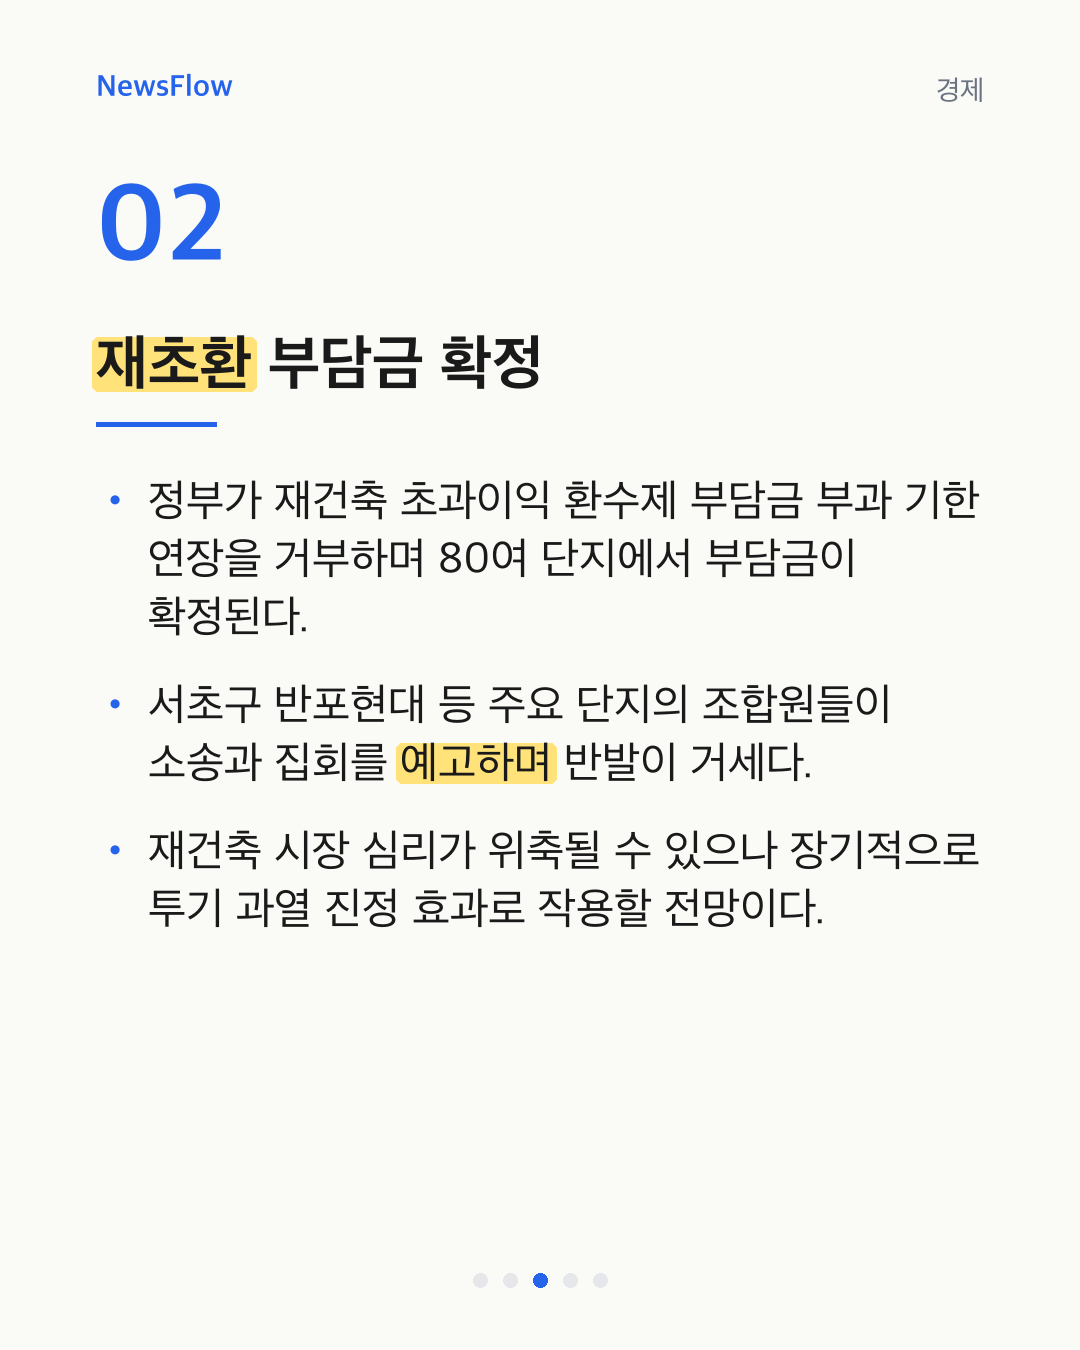 NewsFlow
경제
02
재초환 부담금 확정
• 정부가 재건축 초과이익 환수제 부담금 부과 기한
연장을 거부하며 80여 단지에서 부담금이
확정된다.
• 서초구 반포현대 등 주요 단지의 조합원들이
소송과 집회를 예고하며 반발이 거세다.
• 재건축 시장 심리가 위축될 수 있으나 장기적으로
투기 과열 진정 효과로 작용할 전망이다.